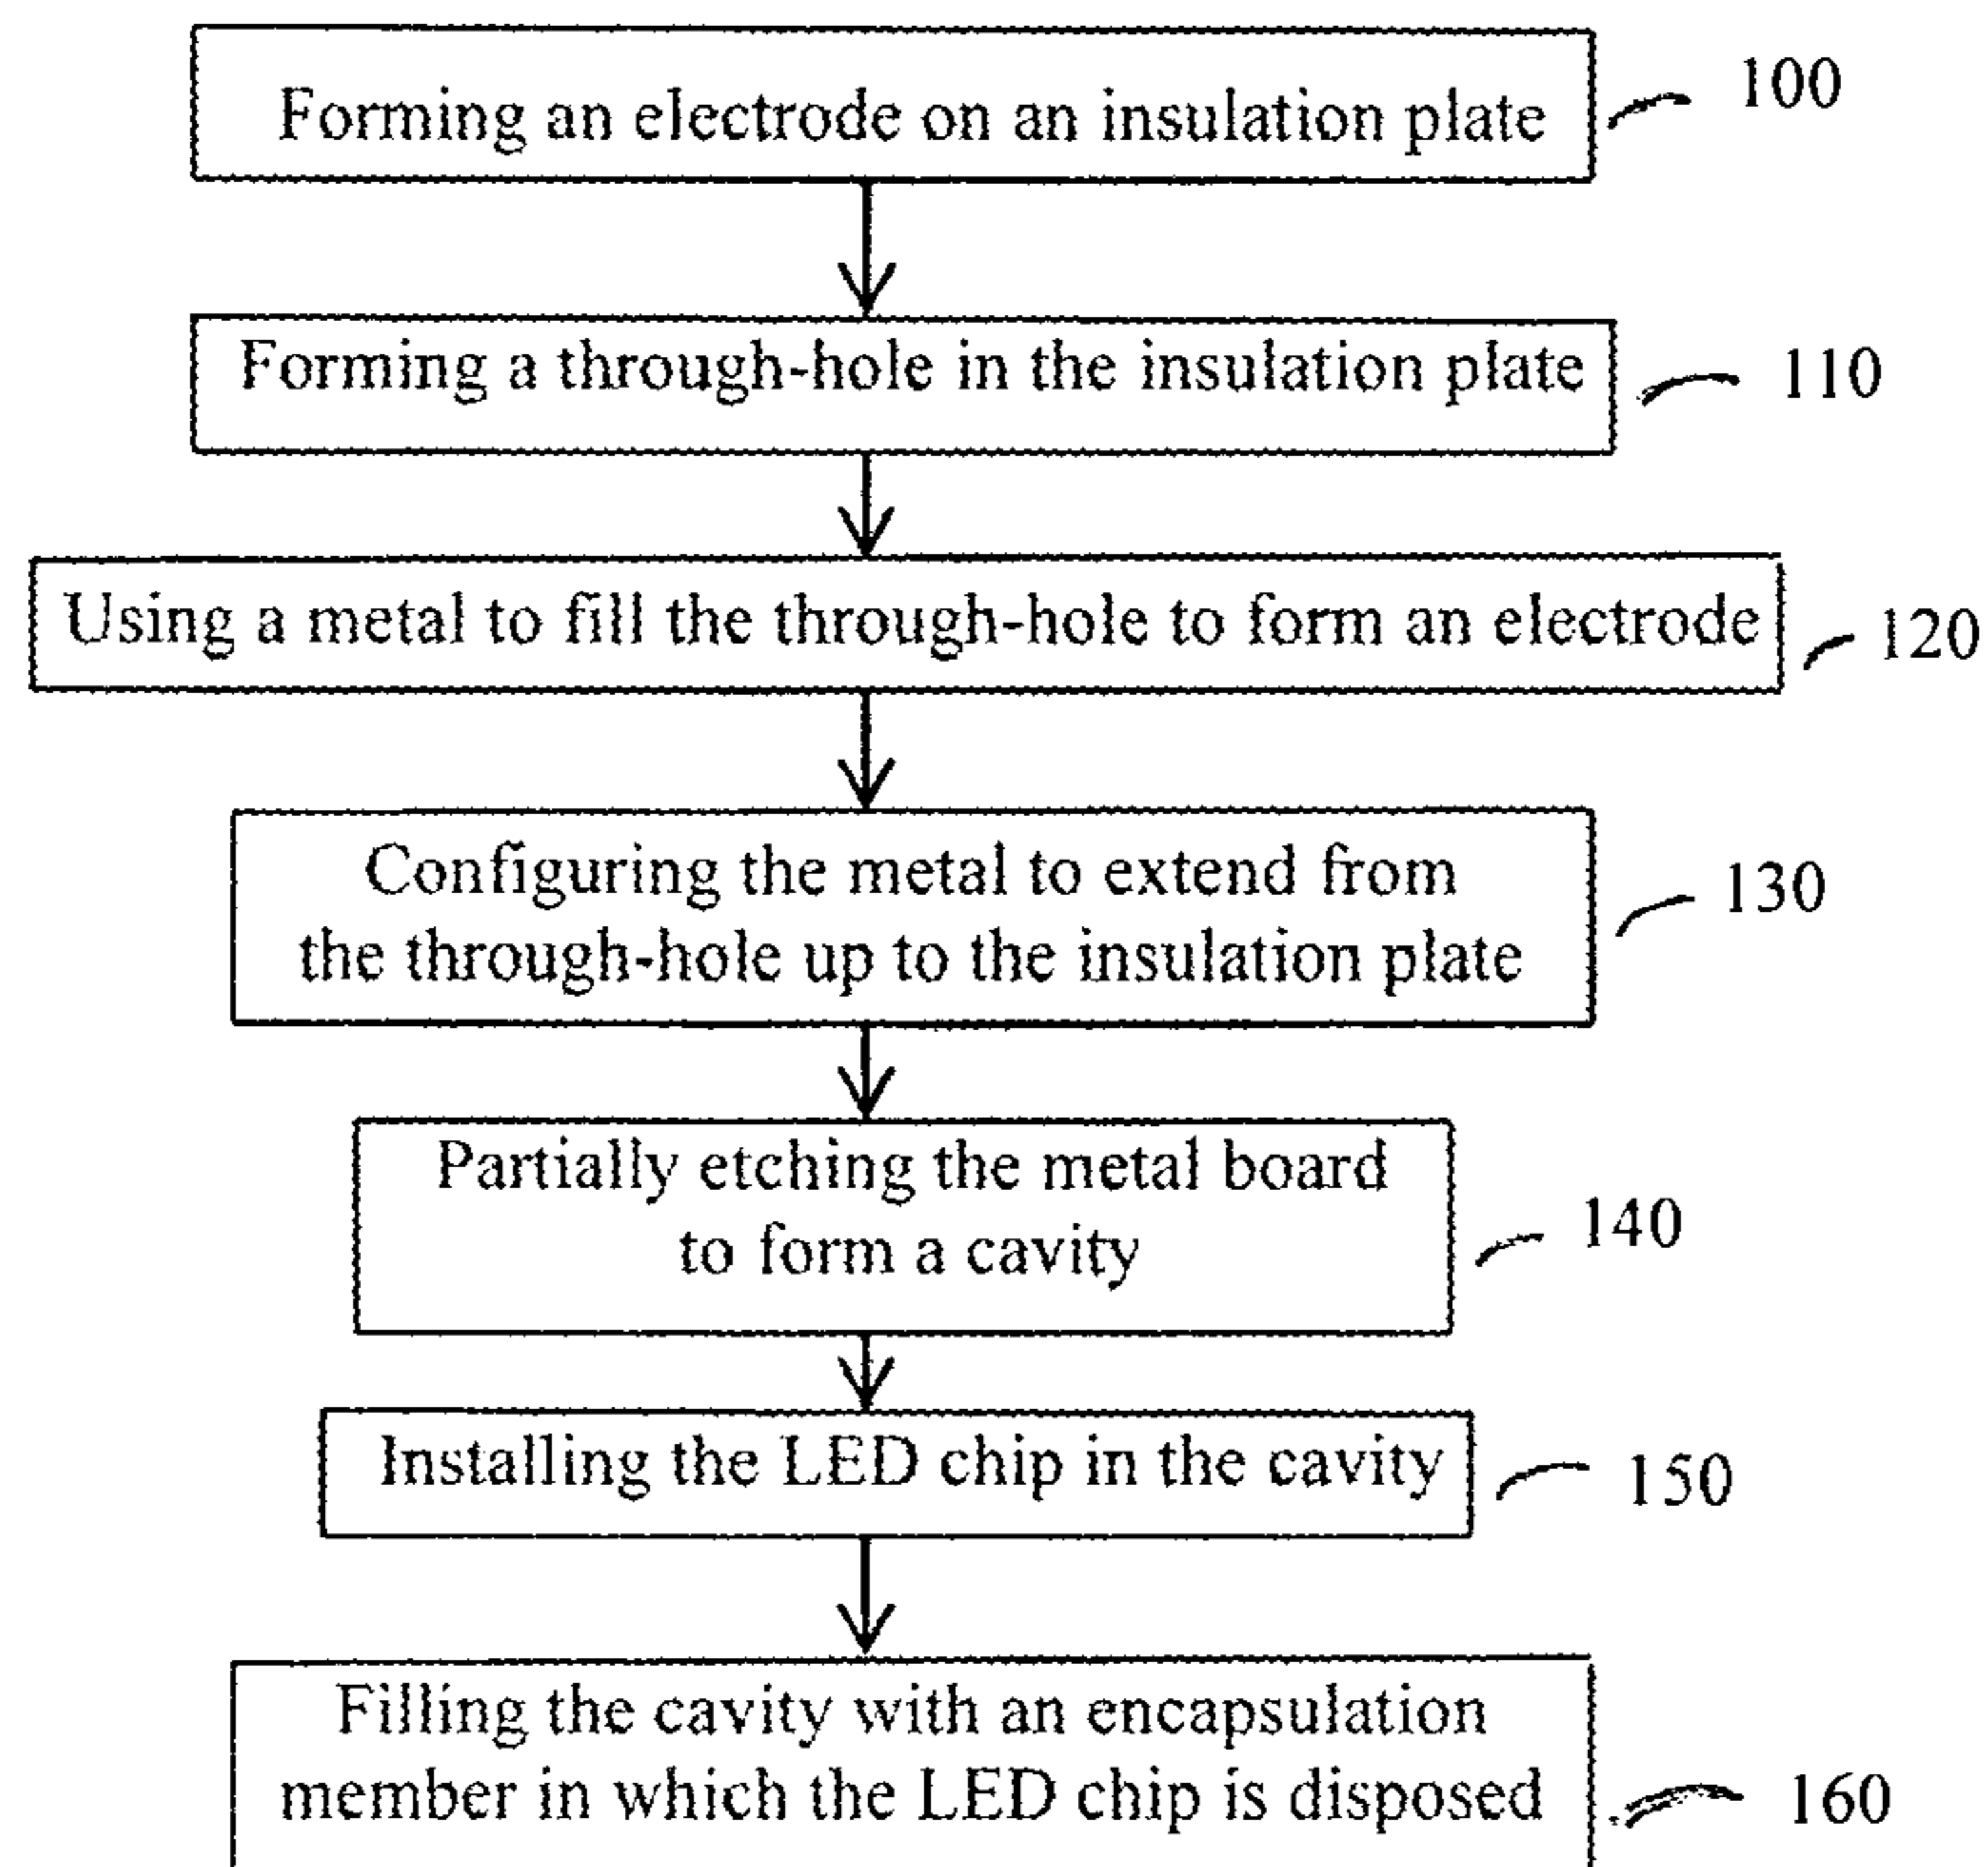 Forming an electrode on an insulation plate
100
Forming a through-hole in the insulation plate
110
Using a metal to fill the through-hole to form an electrode
120
Configuring the metal to extend from
the through-hole up to the insulation plate
130
Partially etching the metal board
to form a cavity
140
Installing the LED chip in the cavity
150
Filling the cavity with an encapsulation
member in which the LED chip is disposed
160